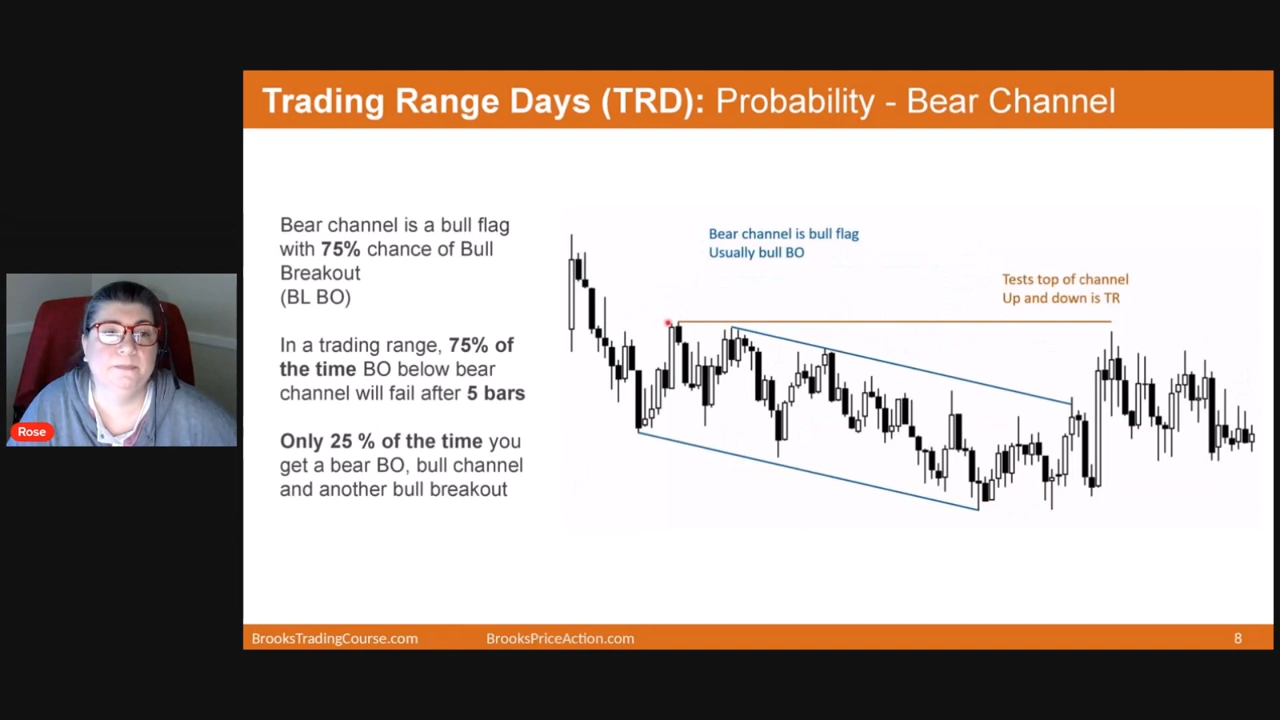 Trading Range Days (TRD): Probability - Bear Channel
Bear channel is a bull flag
with 75% chance of Bull
Breakout
(BL BO)
In a trading range, 75% of
the time BO below bear
channel will fail after 5 bars
Only 25 % of the time you
get a bear BO, bull channel
and another bull breakout
Bear channel is bull flag
Usually bull BO
Tests top of channel
Up and down is TR
Rose
BrooksTradingCourse.com
BrooksPriceAction.com
8